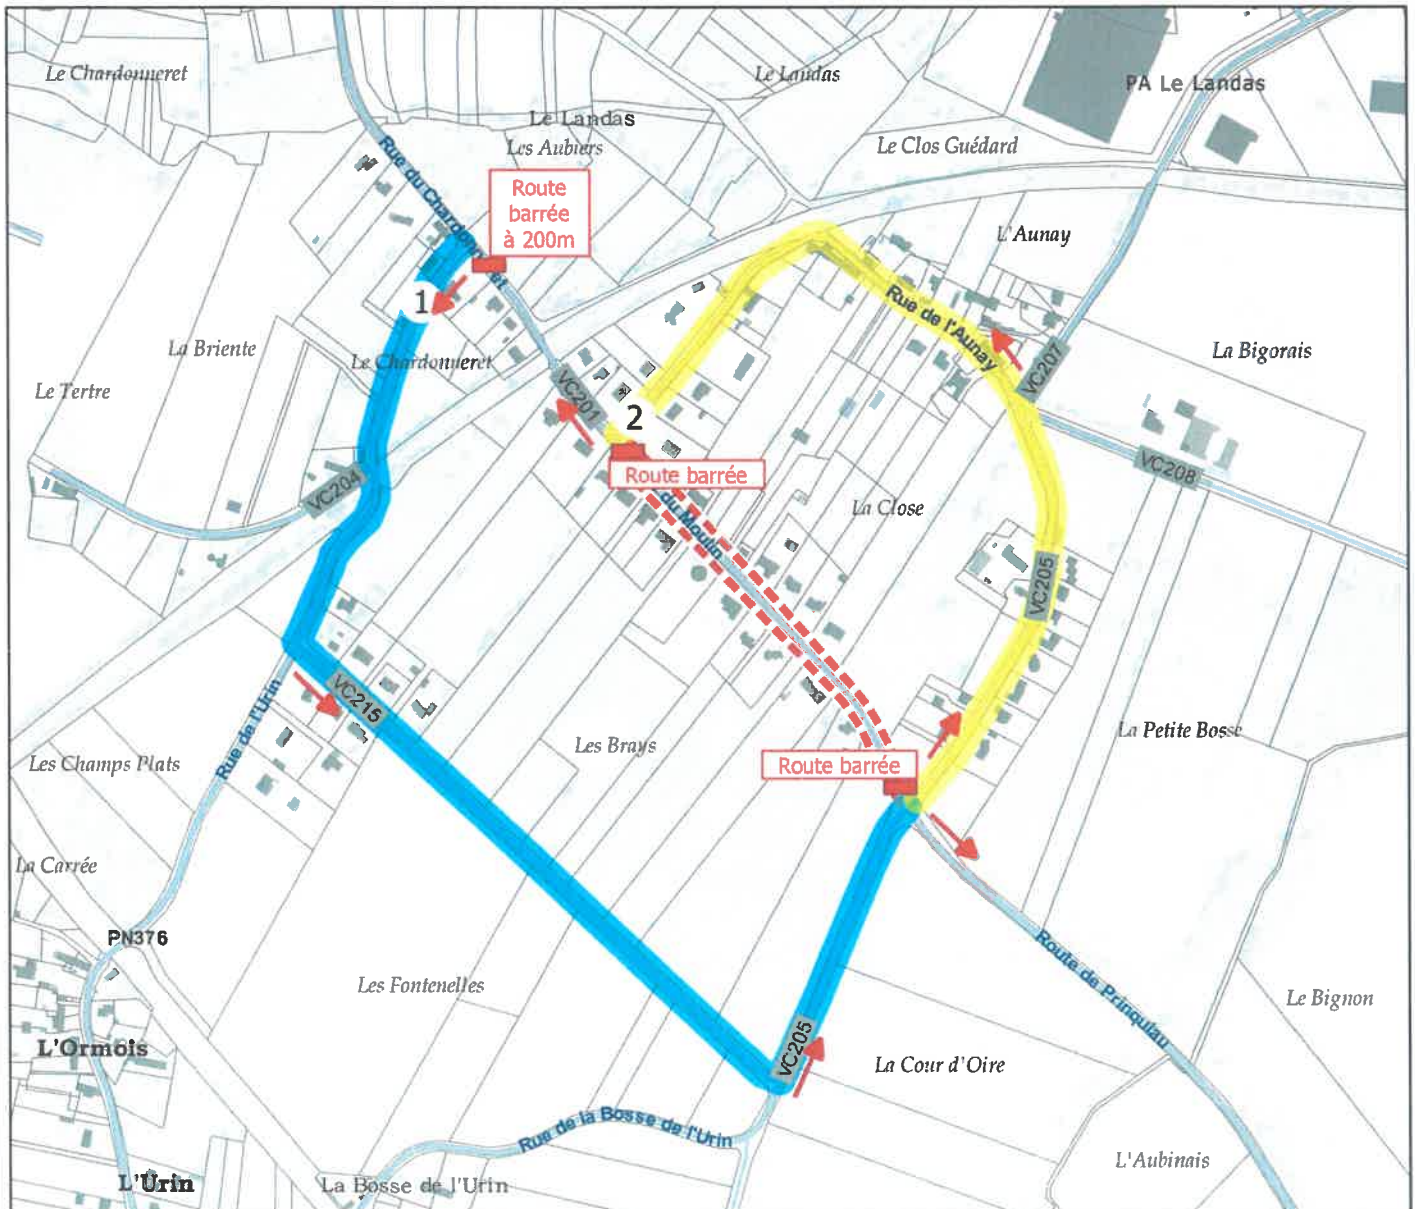 Le Chardonneret
Le Landas
PA Le Landas
Le Landas
Les Aubiers
Le Clos Guédard
Rue du Chardonneret
Route
barrée
à 200m
L'Aunay
1
Rue de l'Aunay
La Briente
Le Chardonneret
La Bigorais
Le Tertre
VC201
VC207
2
Route barrée
VC208
VC204
du Moulin
La Close
VC205
VC215
Rue de l'Urin
Les Champs Plats
Les Brays
La Petite Bosse
Route barrée
La Carrée
PN376
Route de Prinquiau
Les Fontenelles
Le Bignon
L'Ormois
VC205
La Cour d'Oire
Rue de la Bosse de l'Urin
L'Aubinais
L'Urin
La Bosse de l'Urin